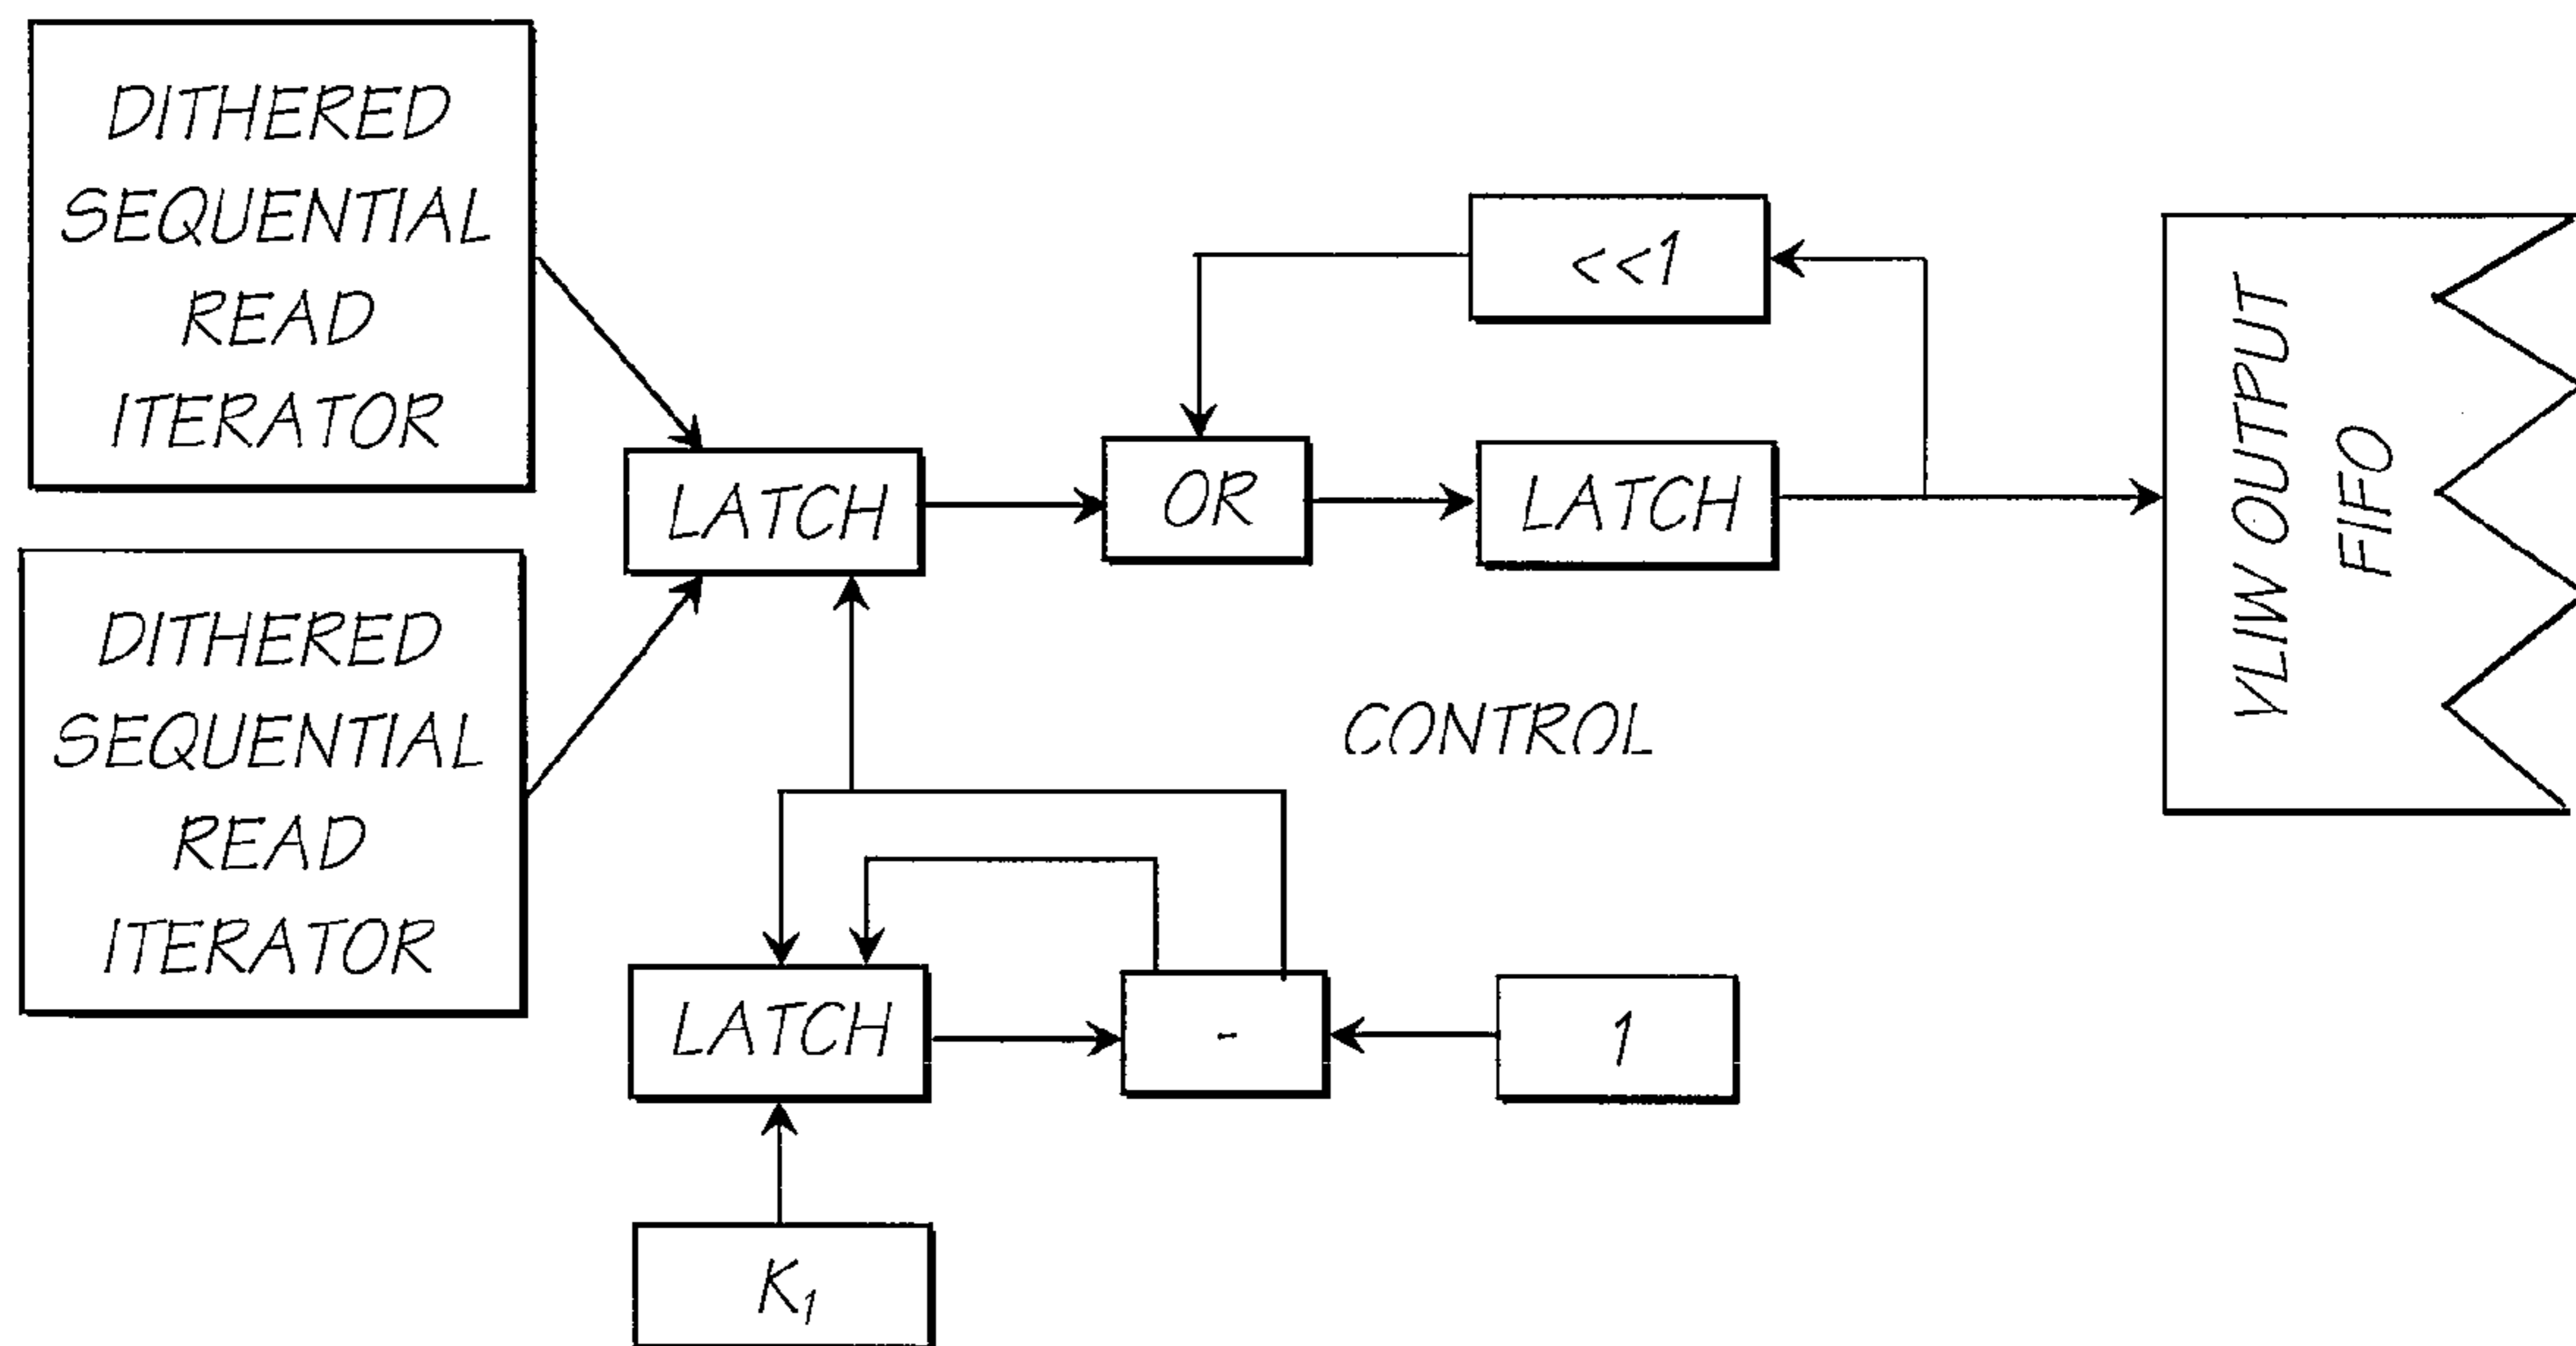 DITHERED
SEQUENTIAL
READ
ITERATOR
<<1
LATCH
OR
LATCH
VLIW OUTPUT
FIFO
DITHERED
SEQUENTIAL
READ
ITERATOR
CONTROL
LATCH
-
1
K₁